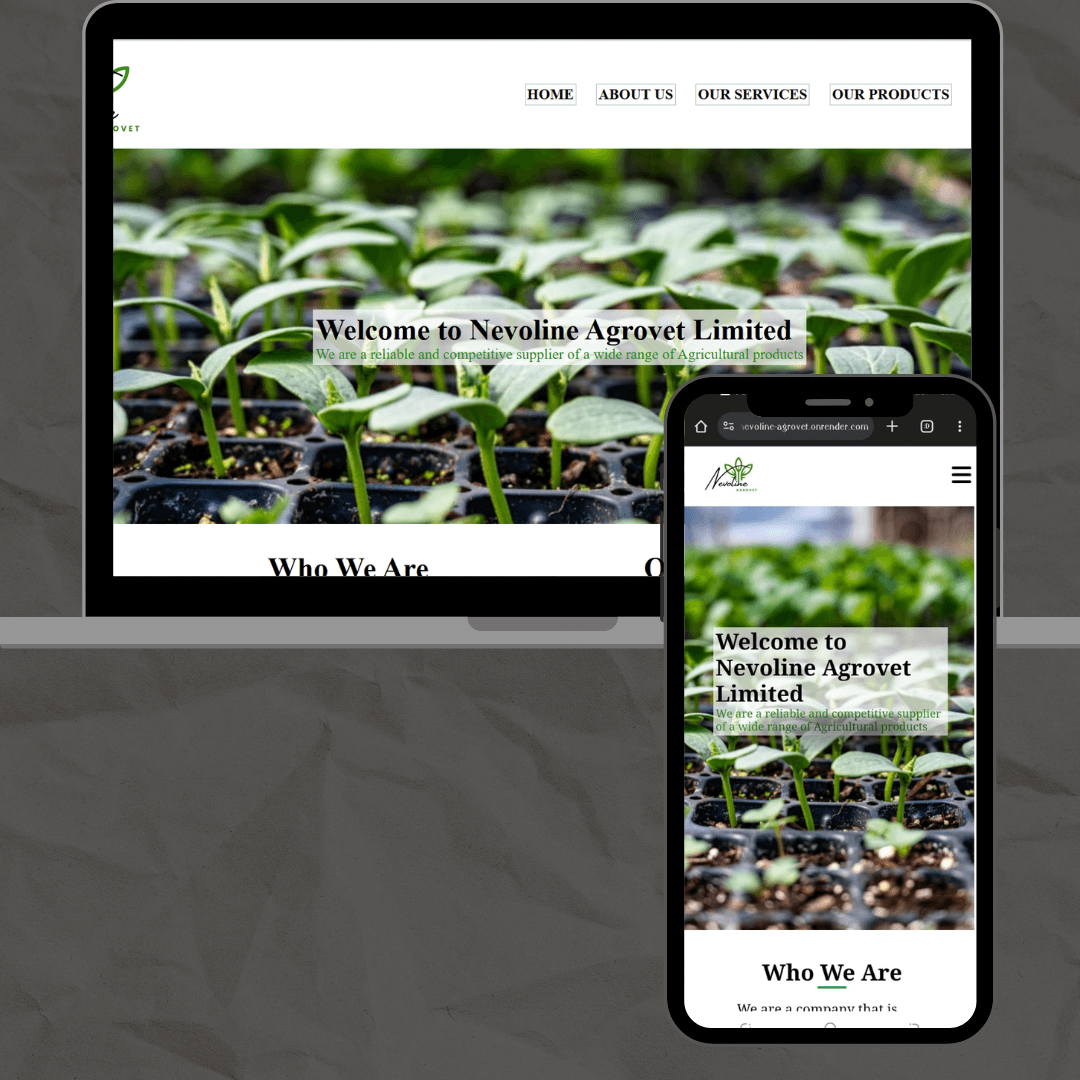 OVET
HOME ABOUT US OUR SERVICES OUR PRODUCTS
Welcome to Nevoline Agrovet Limited
We are a reliable and competitive supplier of a wide range of Agricultural products
Who We Are
evoline-agrovet.onrender.com
Nevoline
AGROVET
Welcome to
Nevoline Agrovet
Limited
We are a reliable and competitive supplier
of a wide range of Agricultural products
Who We Are
We are a company that is